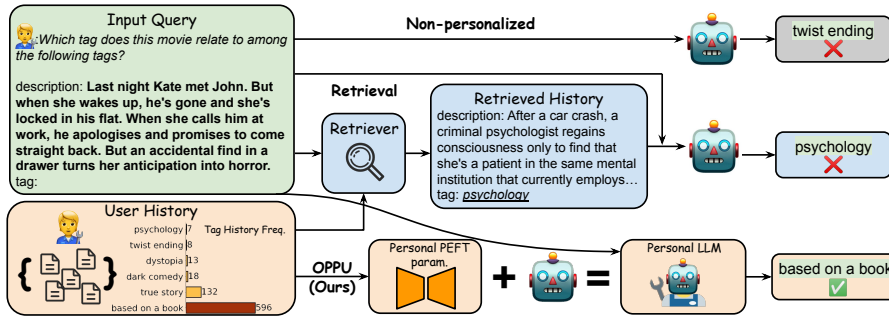 Input Query
:Which tag does this movie relate to among
the following tags?
description: Last night Kate met John. But
when she wakes up, he's gone and she's
locked in his flat. When she calls him at
work, he apologises and promises to come
straight back. But an accidental find in a
drawer turns her anticipation into horror.
tag:
Non-personalized
twist ending
Retrieval
Retriever
Retrieved History
description: After a car crash, a
criminal psychologist regains
consciousness only to find that
she's a patient in the same mental
institution that currently employs…
tag: psychology
psychology
User History
Tag History Freq.
psychology 7
twist ending 8
dystopia 13
dark comedy 18
true story 132
based on a book 596
{ }
OPPU
(Ours)
Personal PEFT
param.
+
=
Personal LLM
based on a book